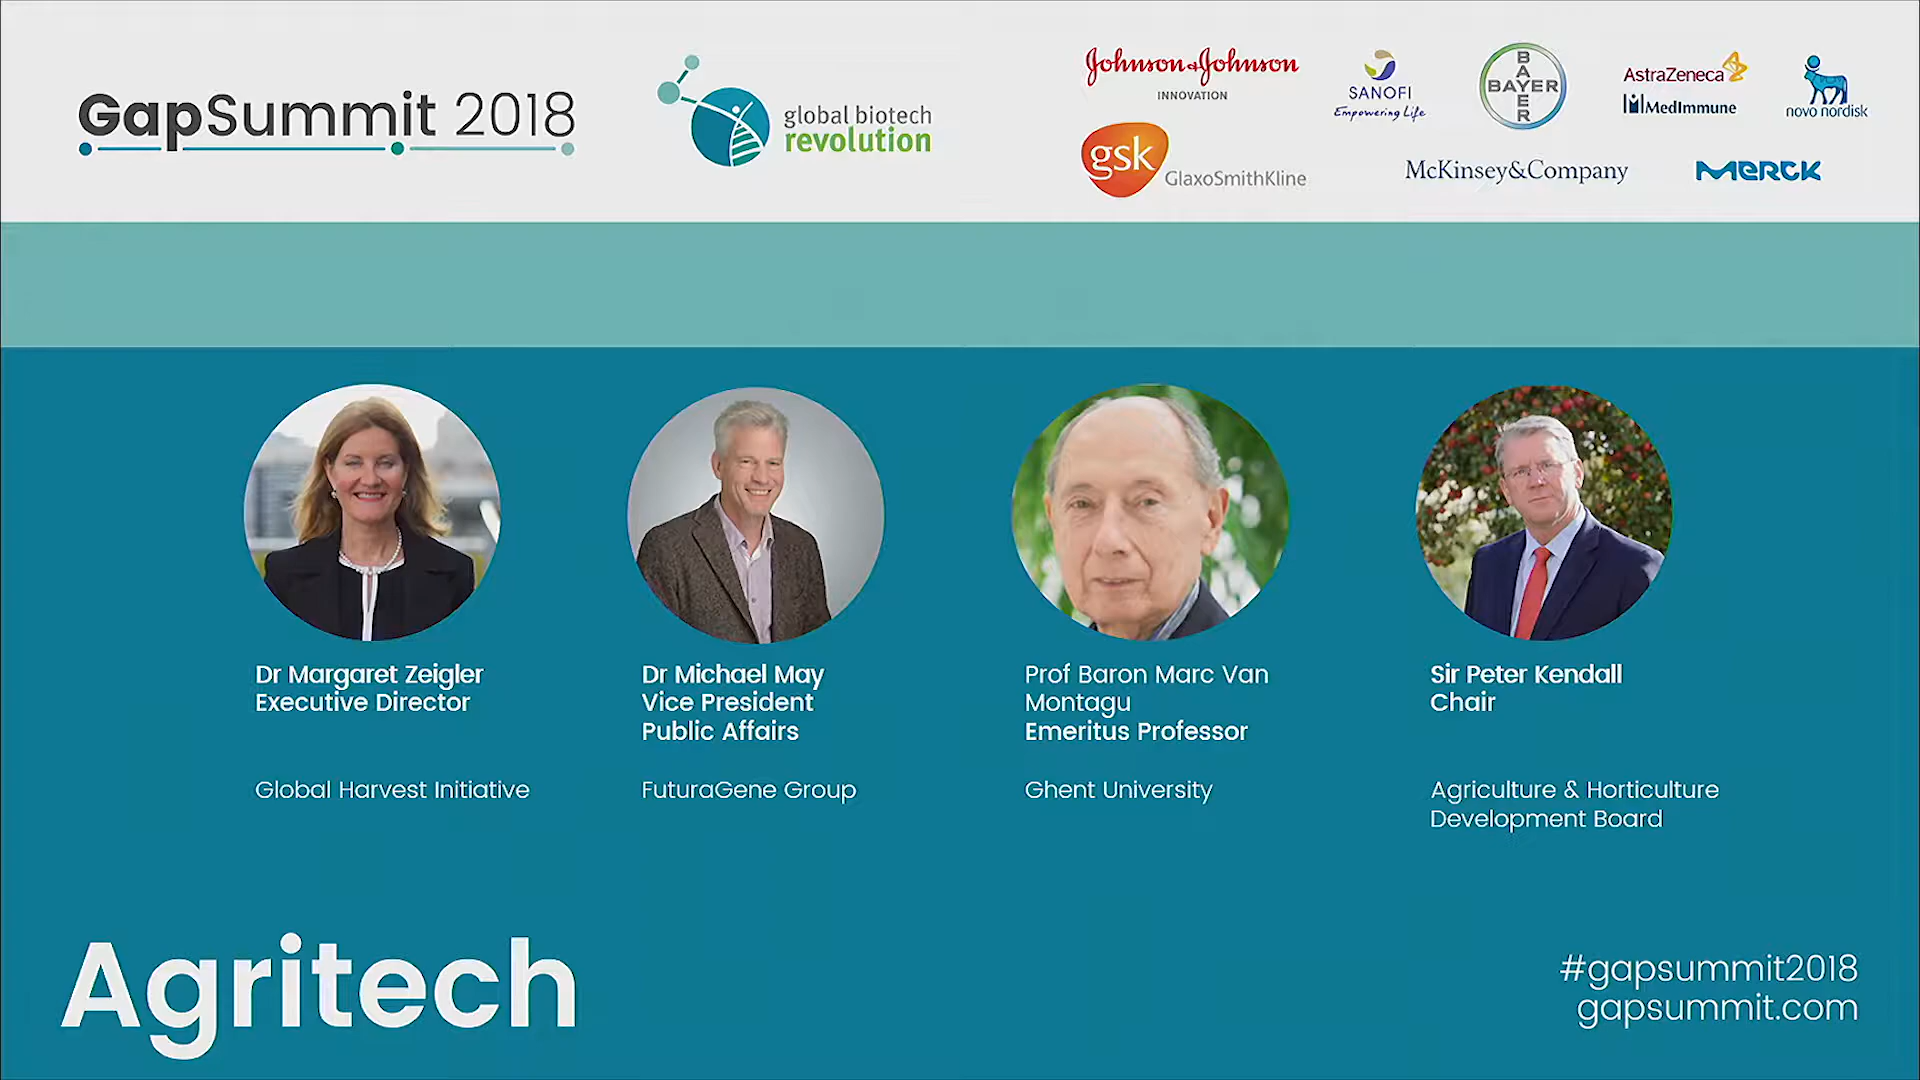 GapSummit 2018
global biotech
revolution
Johnson & Johnson
INNOVATION
SANOFI
Empowering Life
BAYER
BAYER
AstraZeneca
MedImmune
novo nordisk
gsk
GlaxoSmithKline
McKinsey&Company
MERCK
Dr Margaret Zeigler
Executive Director
Global Harvest Initiative
Dr Michael May
Vice President
Public Affairs
FuturaGene Group
Prof Baron Marc Van
Montagu
Emeritus Professor
Ghent University
Sir Peter Kendall
Chair
Agriculture & Horticulture
Development Board
Agritech
#gapsummit2018
gapsummit.com